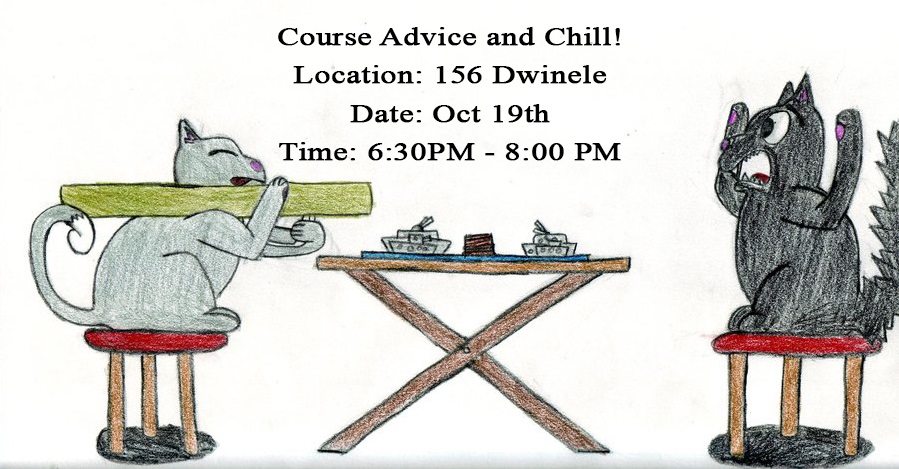 Course Advice and Chill!
Location: 156 Dwinele
Date: Oct 19th
Time: 6:30PM - 8:00 PM